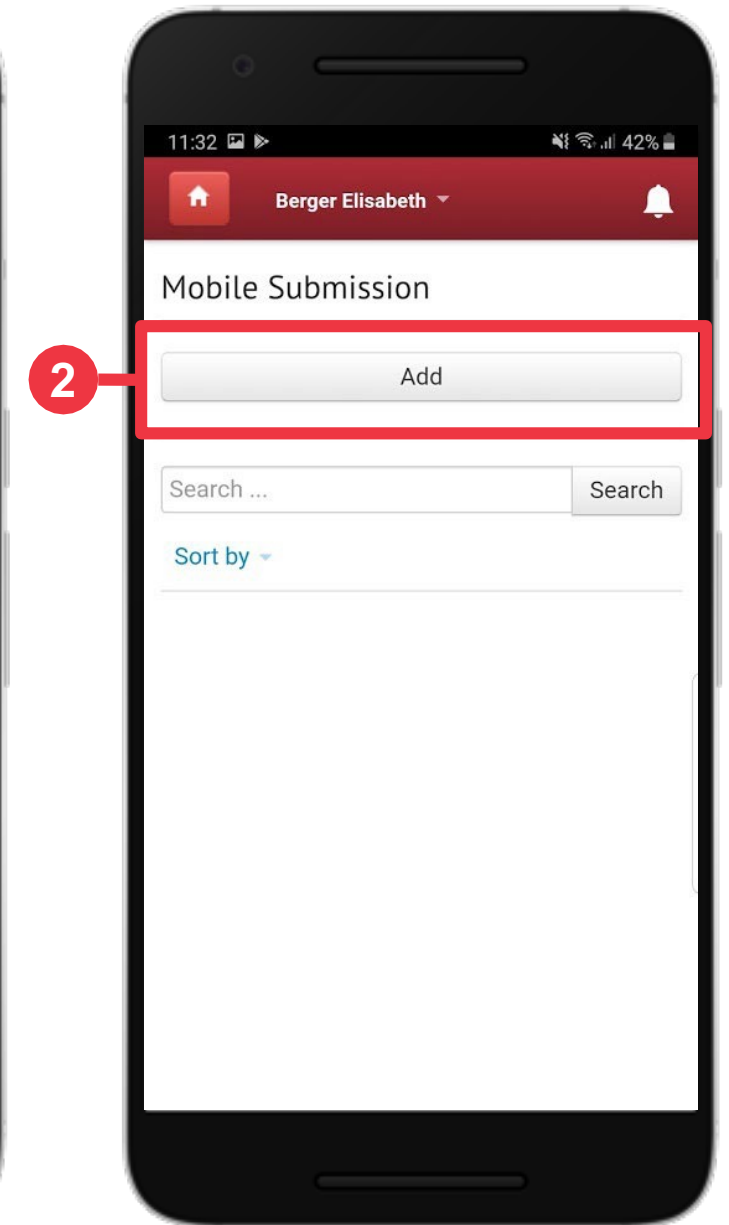 11:32 42%
Berger Elisabeth
Mobile Submission
2
Add
Search ... Search
Sort by